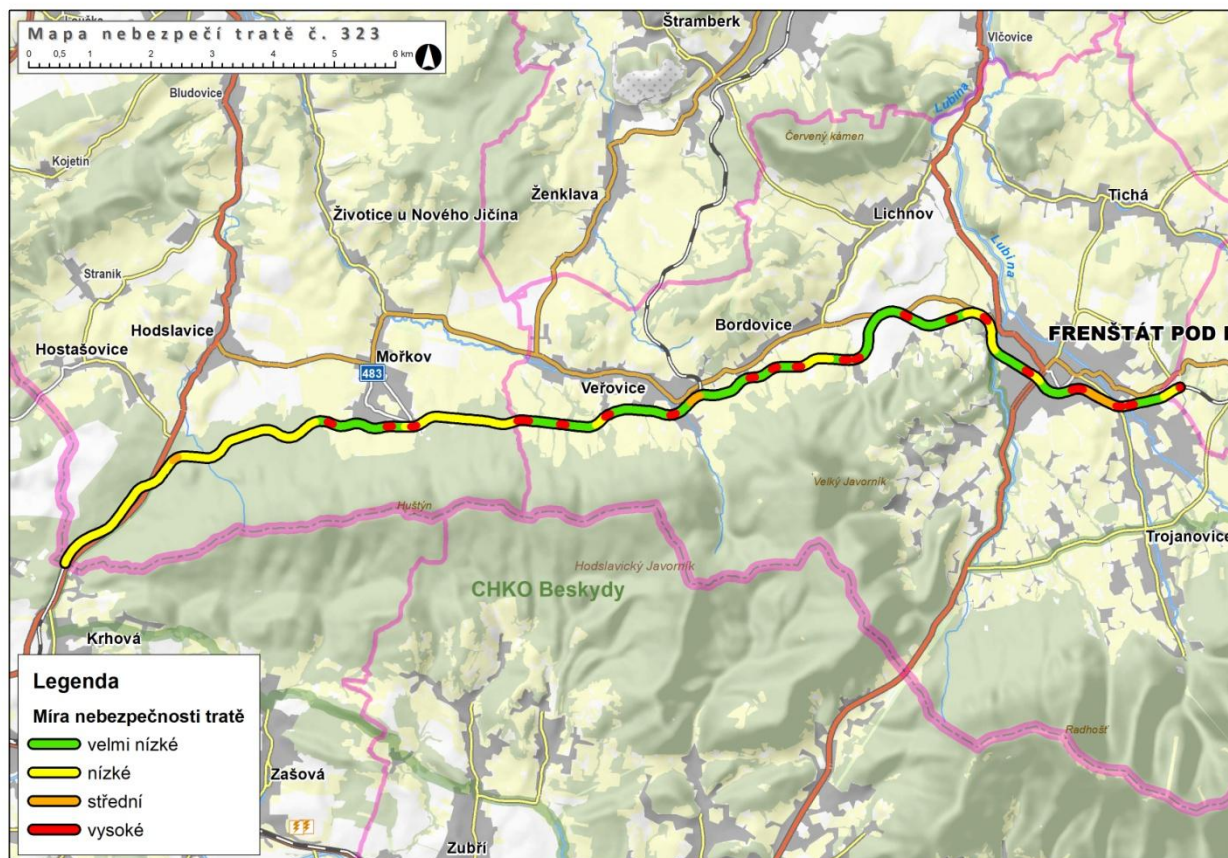 Mapa nebezpečí tratě č. 323
0 0,5 1 2 3 4 5 6 km
Štramberk
Vlčovice
Bludovice
Lubina
Červený kámen
Kojetín
Ženklava
Tichá
Životice u Nového Jičína
Lichnov
Straník
Lubina
Hodslavice
Bordovice
FRENŠTÁT POD
Hostašovice
Mořkov
483
Veřovice
Velký Javorník
Huštýn
Trojanovice
Hodslavický Javorník
CHKO Beskydy
Krhová
Legenda
Míra nebezpečnosti tratě
velmi nízké
nízké
střední
vysoké
Radhošť
Zašová
Zubří